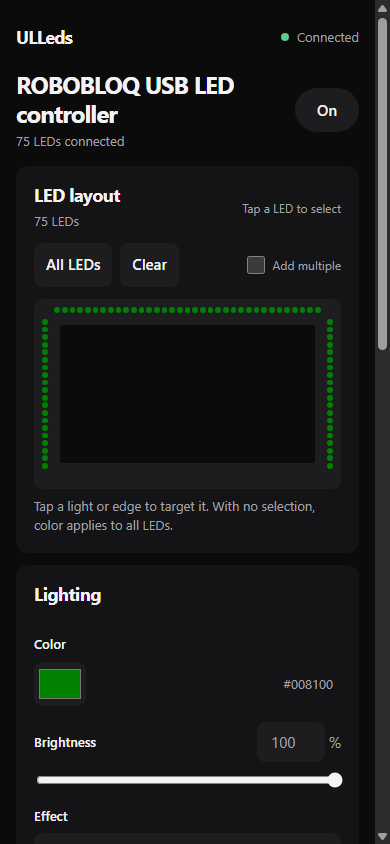 ULLeds
Connected
ROBOBLOQ USB LED
controller
On
75 LEDs connected
LED layout
75 LEDs
Tap a LED to select
All LEDs
Clear
Add multiple
Tap a light or edge to target it. With no selection,
color applies to all LEDs.
Lighting
Color
#008100
Brightness
100
%
Effect